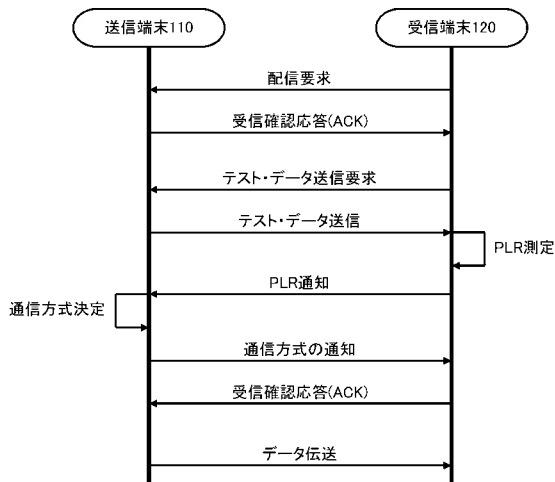 送信端末110
受信端末120
配信要求
受信確認応答(ACK)
テスト・データ送信要求
テスト・データ送信
PLR測定
PLR通知
通信方式決定
通信方式の通知
受信確認応答(ACK)
データ伝送